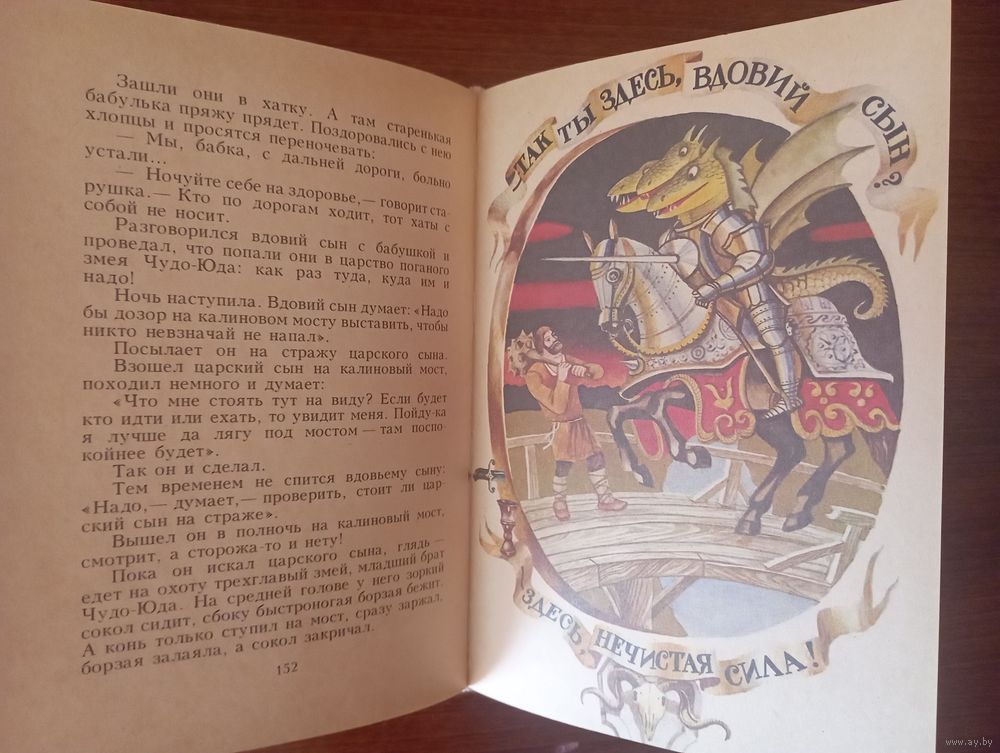 Зашли они в хатку. А там старенькая
бабулька пряжу прядет. Поздоровались с нею
хлопцы и просятся переночевать:
— Мы, бабка, с дальней дороги, больно
устали...
— Ночуйте себе на здоровье,— говорит ста-
рушка.— Кто по дорогам ходит, тот хаты с
собой не носит.
Разговорился вдовий сын с бабушкой и
проведал, что попали они в царство поганого
змея Чудо-Юда: как раз туда, куда им и
надо!
Ночь наступила. Вдовий сын думает: «Надо
бы дозор на калиновом мосту выставить, чтобы
никто невзначай не напал».
Посылает он на стражу царского сына.
Взошел царский сын на калиновый мост,
походил немного и думает:
«Что мне стоять тут на виду? Если будет
кто идти или ехать, то увидит меня. Пойду-ка
я лучше да лягу под мостом — там поспо-
койнее будет».
Так он и сделал.
Тем временем не спится вдовьему сыну:
«Надо,— думает,— проверить, стоит ли цар-
ский сын на страже».
Вышел он в полночь на калиновый мост,
смотрит, а сторожа-то и нету!
Пока он искал царского сына, глядь —
едет на охоту трехглавый змей, младший брат
Чудо-Юда. На средней голове у него зоркий
сокол сидит, сбоку быстроногая борзая бежит.
А конь только ступил на мост, сразу заржал,
борзая залаяла, а сокол закричал.
152
—ТАК ТЫ ЗДЕСЬ, ВДОВИЙ СЫН?
ЗДЕСЬ, НЕЧИСТАЯ СИЛА!
www.ay.by